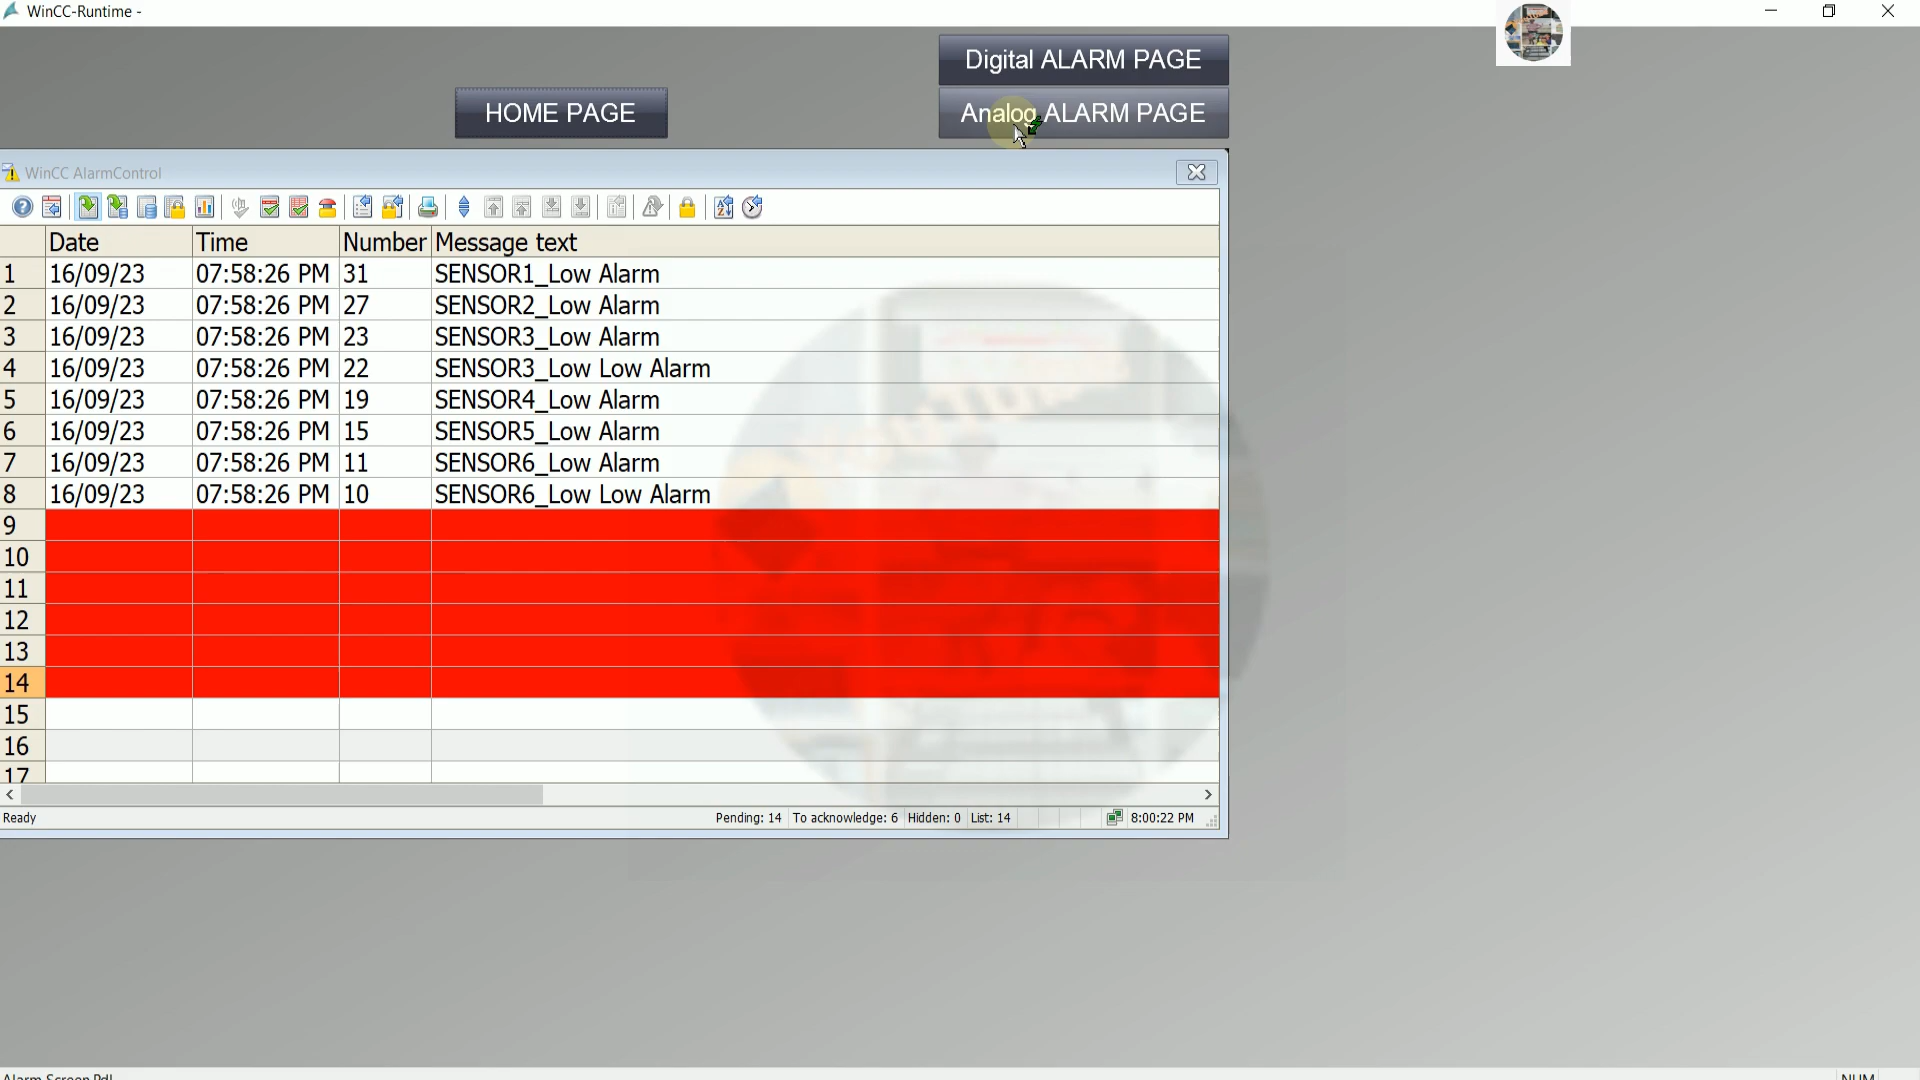 WinCC-Runtime -
Digital ALARM PAGE
HOME PAGE
Analog ALARM PAGE
WinCC AlarmControl
Date Time Number Message text
1 16/09/23 07:58:26 PM 31 SENSOR1_Low Alarm
2 16/09/23 07:58:26 PM 27 SENSOR2_Low Alarm
3 16/09/23 07:58:26 PM 23 SENSOR3_Low Alarm
4 16/09/23 07:58:26 PM 22 SENSOR3_Low Low Alarm
5 16/09/23 07:58:26 PM 19 SENSOR4_Low Alarm
6 16/09/23 07:58:26 PM 15 SENSOR5_Low Alarm
7 16/09/23 07:58:26 PM 11 SENSOR6_Low Alarm
8 16/09/23 07:58:26 PM 10 SENSOR6_Low Low Alarm
9
10
11
12
13
14
15
16
17
Ready Pending: 14 To acknowledge: 6 Hidden: 0 List: 14 8:00:22 PM
Alarm Screen.Pdl NUM